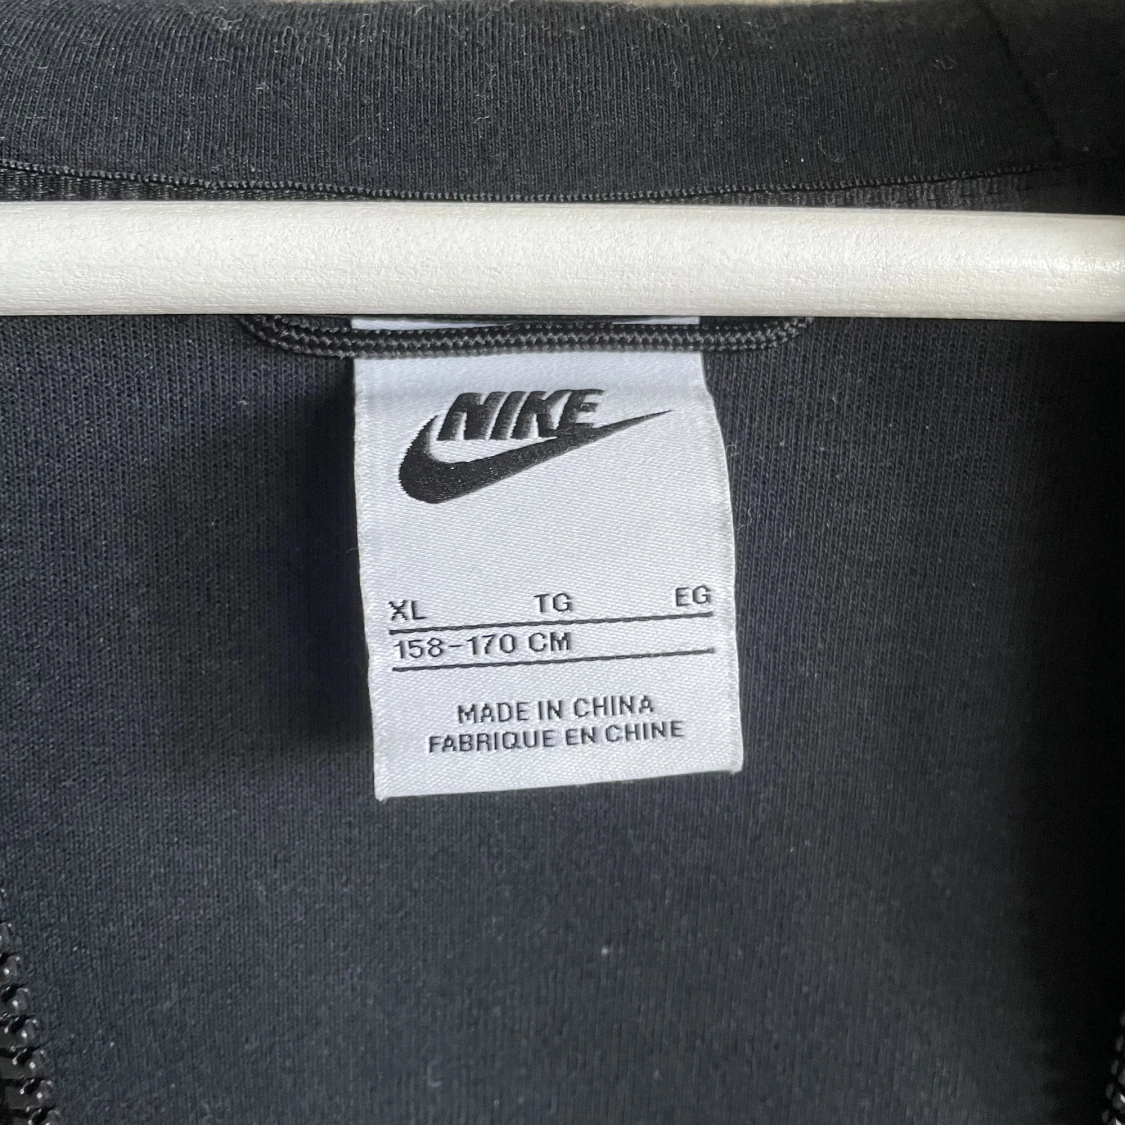 NIKE
XL TG EG
158-170 CM
MADE IN CHINA
FABRIQUE EN CHINE